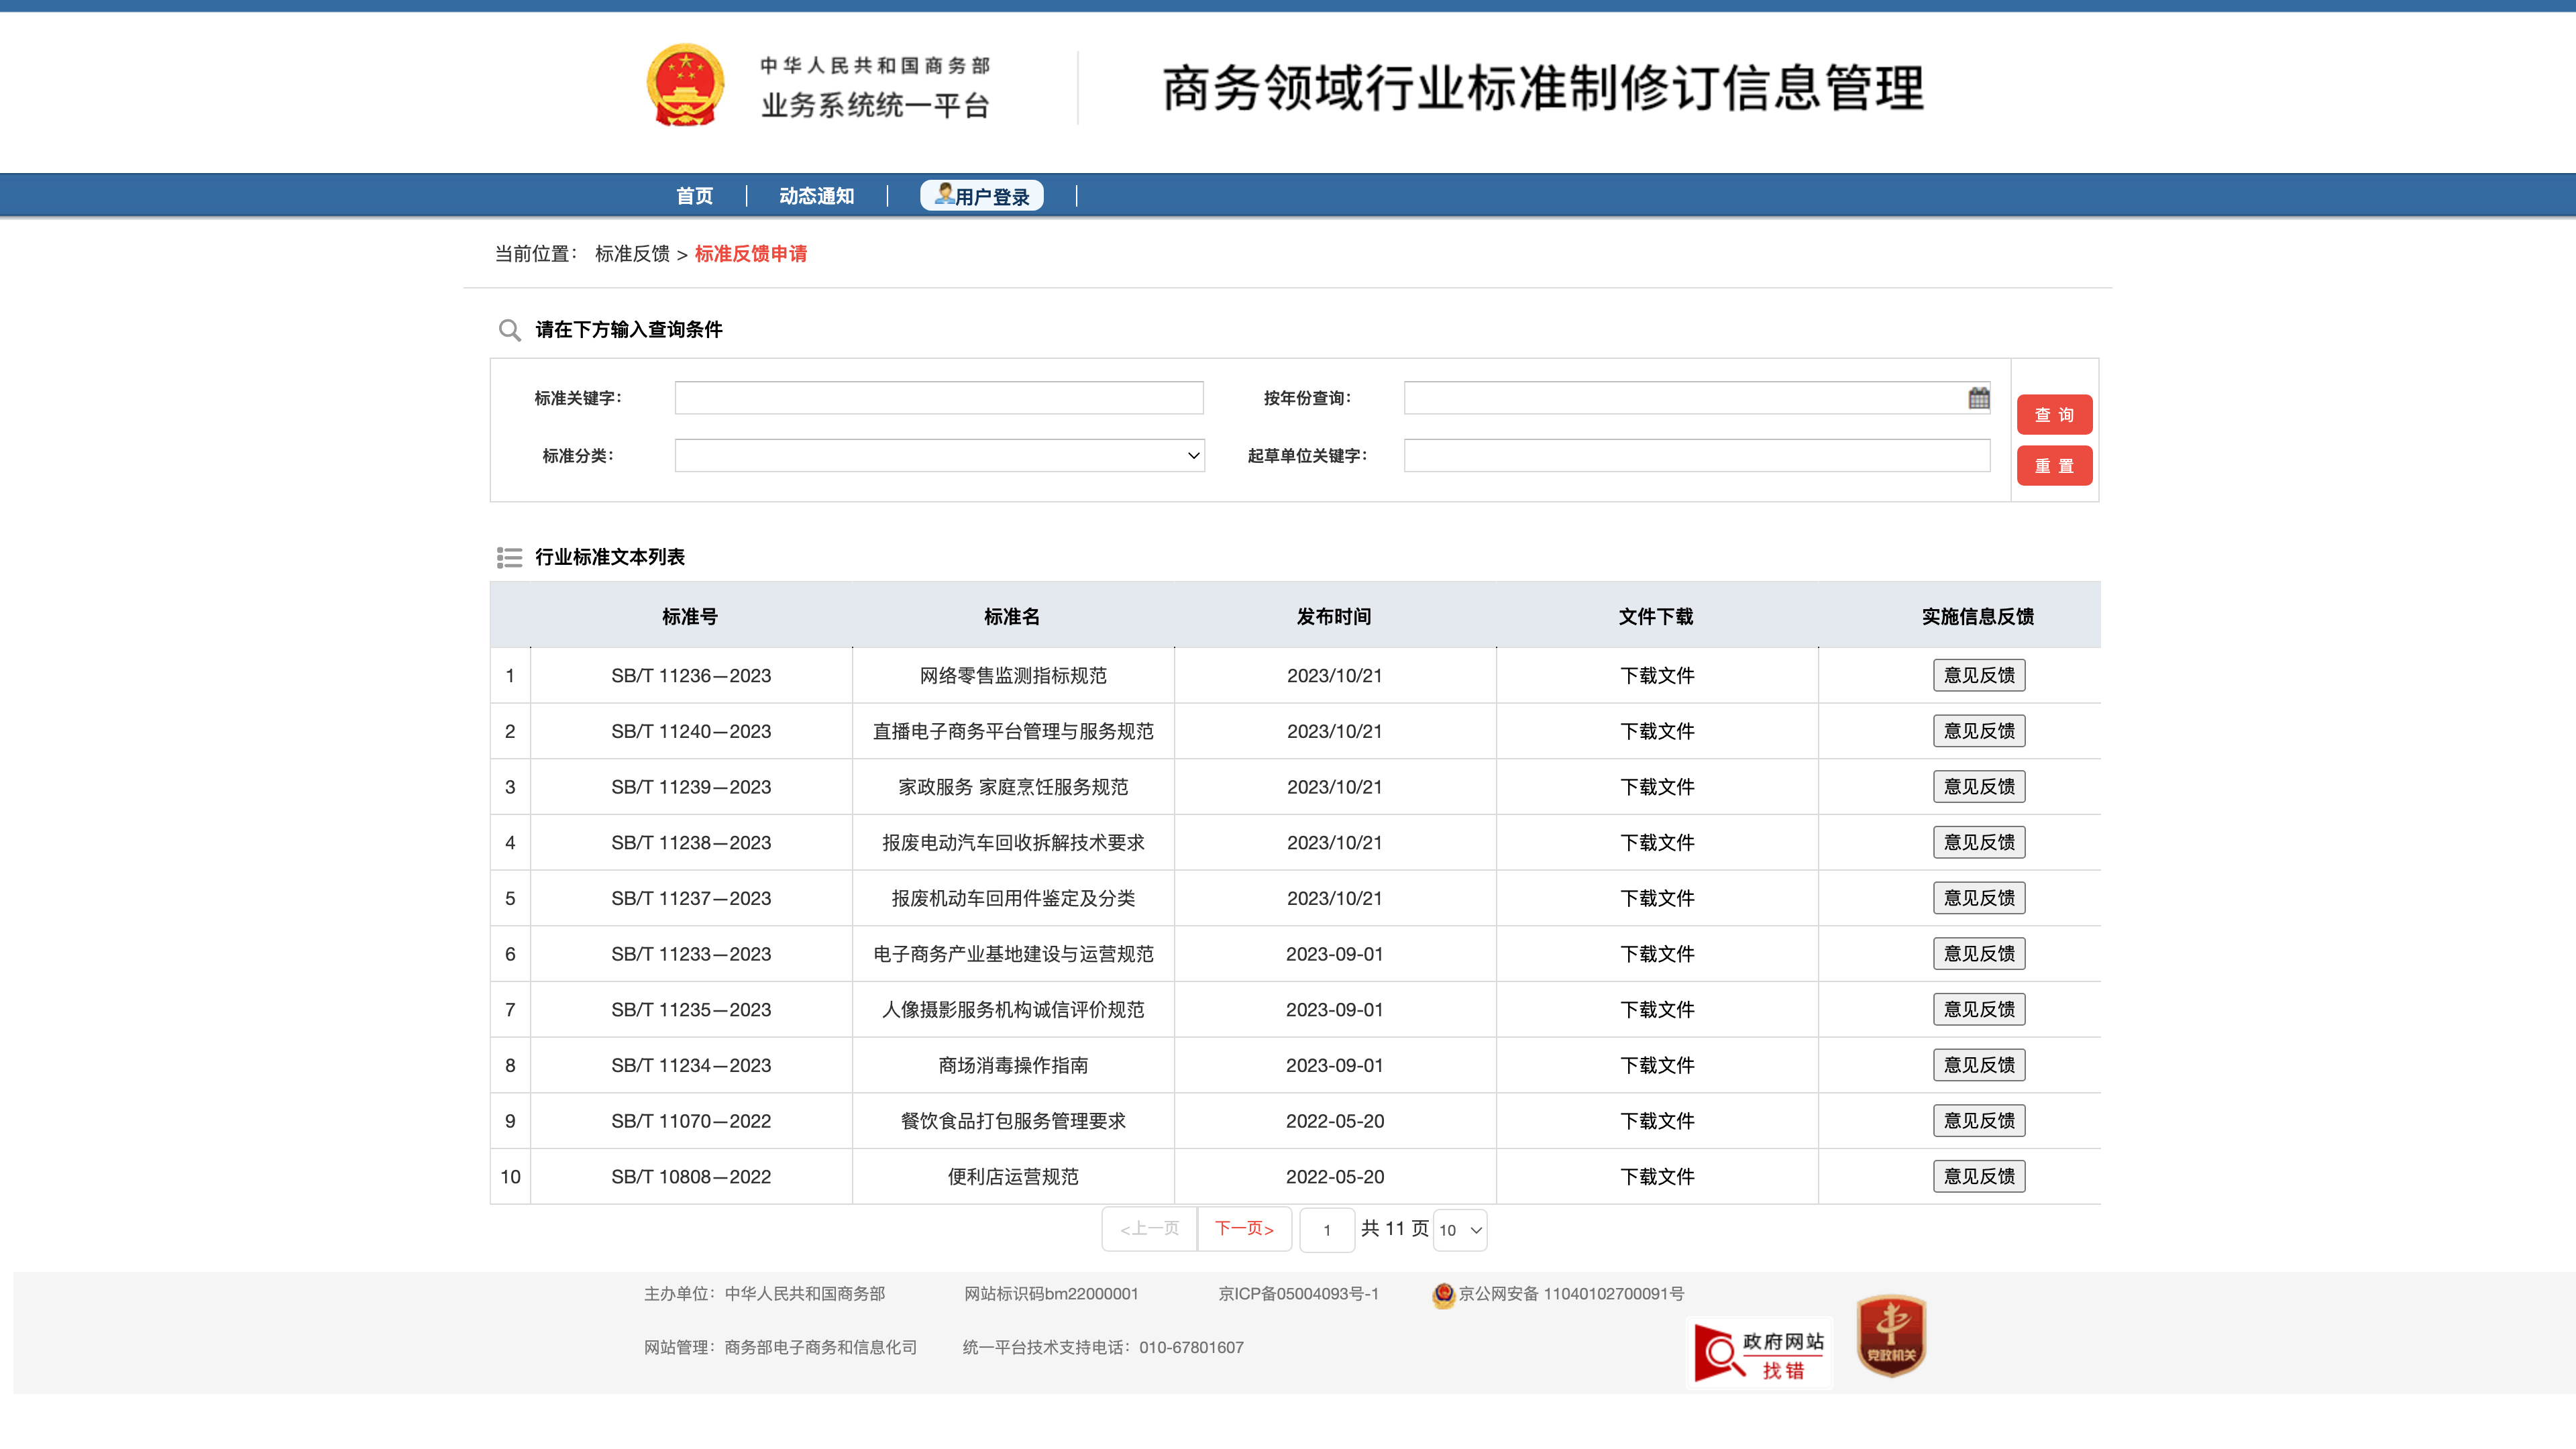 中华人民共和国商务部
业务系统统一平台
商务领域行业标准制修订信息管理
首页 动态通知 用户登录
当前位置： 标准反馈 > 标准反馈申请
请在下方输入查询条件
标准关键字： 按年份查询：
查 询
标准分类： 起草单位关键字：
重 置
行业标准文本列表
标准号 标准名 发布时间 文件下载 实施信息反馈
1 SB/T 11236—2023 网络零售监测指标规范 2023/10/21 下载文件 意见反馈
2 SB/T 11240—2023 直播电子商务平台管理与服务规范 2023/10/21 下载文件 意见反馈
3 SB/T 11239—2023 家政服务 家庭烹饪服务规范 2023/10/21 下载文件 意见反馈
4 SB/T 11238—2023 报废电动汽车回收拆解技术要求 2023/10/21 下载文件 意见反馈
5 SB/T 11237—2023 报废机动车回用件鉴定及分类 2023/10/21 下载文件 意见反馈
6 SB/T 11233—2023 电子商务产业基地建设与运营规范 2023-09-01 下载文件 意见反馈
7 SB/T 11235—2023 人像摄影服务机构诚信评价规范 2023-09-01 下载文件 意见反馈
8 SB/T 11234—2023 商场消毒操作指南 2023-09-01 下载文件 意见反馈
9 SB/T 11070—2022 餐饮食品打包服务管理要求 2022-05-20 下载文件 意见反馈
10 SB/T 10808—2022 便利店运营规范 2022-05-20 下载文件 意见反馈
<上一页 下一页> 1 共 11 页 10
主办单位：中华人民共和国商务部 网站标识码bm22000001 京ICP备05004093号-1 京公网安备 11040102700091号
网站管理：商务部电子商务和信息化司 统一平台技术支持电话：010-67801607
政府网站
找错
党政机关